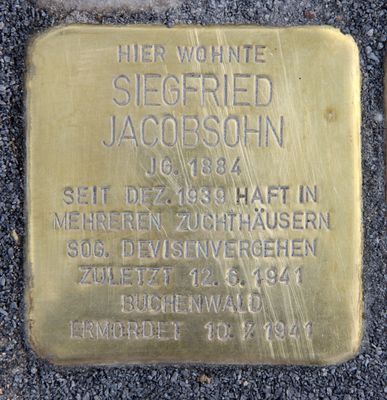 HIER WOHNTE
SIEGFRIED
JACOBSOHN
JG. 1884
SEIT DEZ. 1939 HAFT IN
MEHREREN ZUCHTHÄUSERN
SOG. DEVISENVERGEHEN
ZULETZT 12.6.1941
BUCHENWALD
ERMORDET 10.7.1941